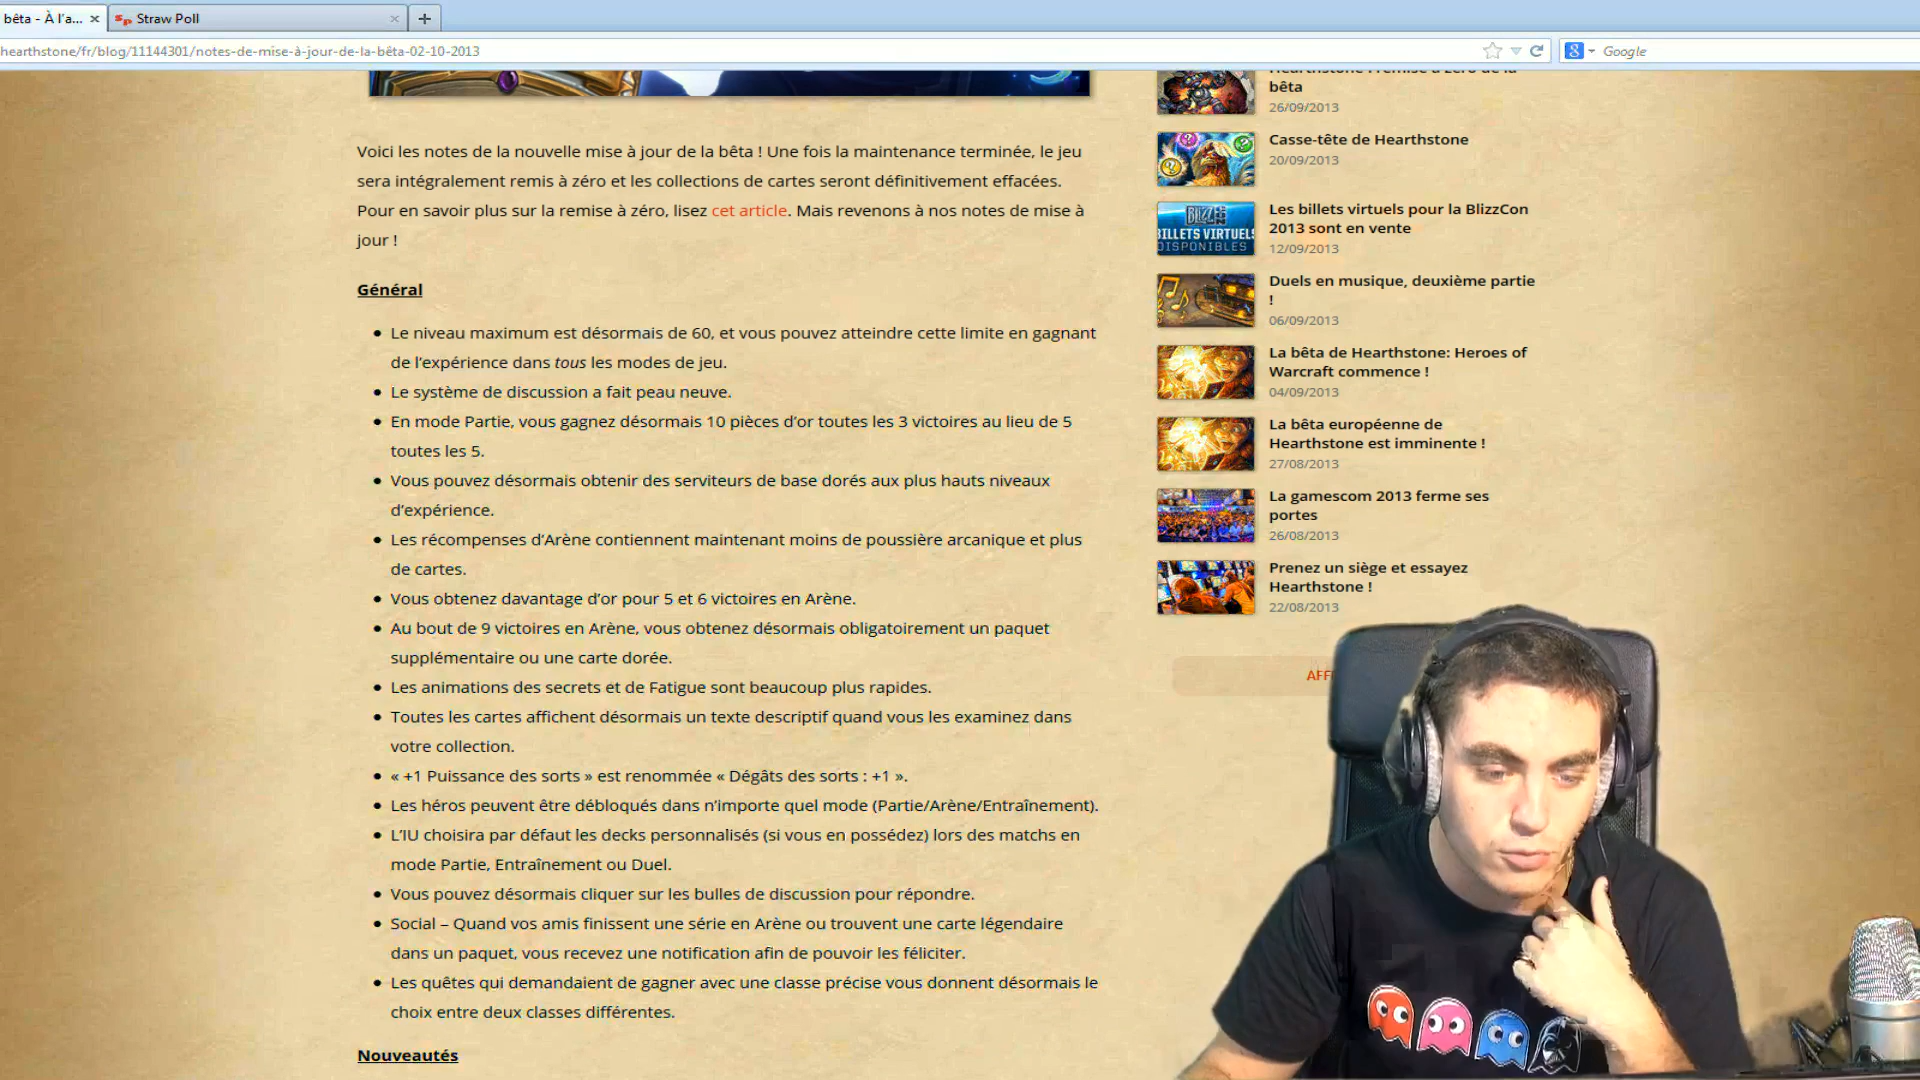 bêta - À l'a...
Straw Poll
hearthstone/fr/blog/11144301/notes-de-mise-à-jour-de-la-bêta-02-10-2013
Google
Voici les notes de la nouvelle mise à jour de la bêta ! Une fois la maintenance terminée, le jeu
sera intégralement remis à zéro et les collections de cartes seront définitivement effacées.
Pour en savoir plus sur la remise à zéro, lisez cet article. Mais revenons à nos notes de mise à
jour !
Général
• Le niveau maximum est désormais de 60, et vous pouvez atteindre cette limite en gagnant
de l'expérience dans tous les modes de jeu.
• Le système de discussion a fait peau neuve.
• En mode Partie, vous gagnez désormais 10 pièces d'or toutes les 3 victoires au lieu de 5
toutes les 5.
• Vous pouvez désormais obtenir des serviteurs de base dorés aux plus hauts niveaux
d'expérience.
• Les récompenses d'Arène contiennent maintenant moins de poussière arcanique et plus
de cartes.
• Vous obtenez davantage d'or pour 5 et 6 victoires en Arène.
• Au bout de 9 victoires en Arène, vous obtenez désormais obligatoirement un paquet
supplémentaire ou une carte dorée.
• Les animations des secrets et de Fatigue sont beaucoup plus rapides.
• Toutes les cartes affichent désormais un texte descriptif quand vous les examinez dans
votre collection.
• « +1 Puissance des sorts » est renommée « Dégâts des sorts : +1 ».
• Les héros peuvent être débloqués dans n'importe quel mode (Partie/Arène/Entraînement).
• L'IU choisira par défaut les decks personnalisés (si vous en possédez) lors des matchs en
mode Partie, Entraînement ou Duel.
• Vous pouvez désormais cliquer sur les bulles de discussion pour répondre.
• Social – Quand vos amis finissent une série en Arène ou trouvent une carte légendaire
dans un paquet, vous recevez une notification afin de pouvoir les féliciter.
• Les quêtes qui demandaient de gagner avec une classe précise vous donnent désormais le
choix entre deux classes différentes.
Nouveautés
Hearthstone : remise à zéro de la
bêta
26/09/2013
Casse-tête de Hearthstone
20/09/2013
BLIZZCON
BILLETS VIRTUELS
DISPONIBLES
Les billets virtuels pour la BlizzCon
2013 sont en vente
12/09/2013
Duels en musique, deuxième partie
!
06/09/2013
La bêta de Hearthstone: Heroes of
Warcraft commence !
04/09/2013
La bêta européenne de
Hearthstone est imminente !
27/08/2013
La gamescom 2013 ferme ses
portes
26/08/2013
Prenez un siège et essayez
Hearthstone !
22/08/2013
AFF